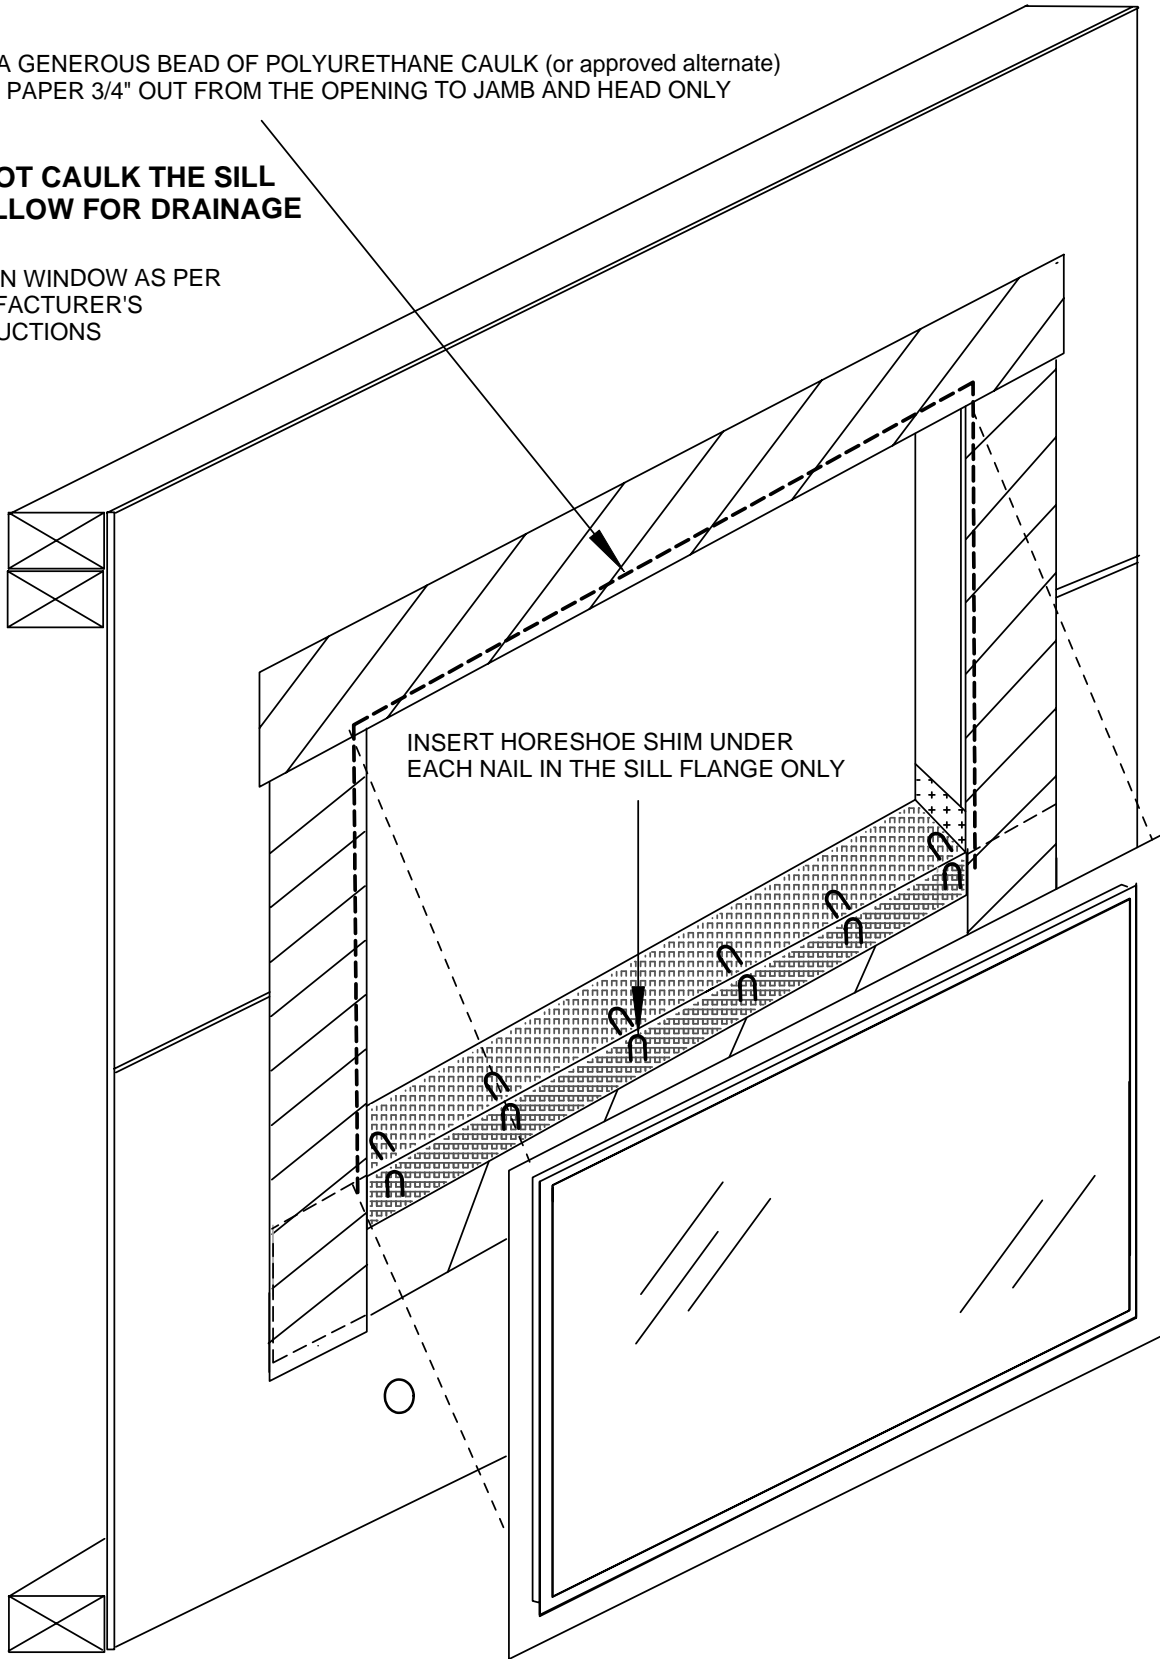 A GENEROUS BEAD OF POLYURETHANE CAULK (or approved alternate)
PAPER 3/4" OUT FROM THE OPENING TO JAMB AND HEAD ONLY
OT CAULK THE SILL
LLOW FOR DRAINAGE
N WINDOW AS PER
FACTURER'S
UCTIONS
INSERT HORESHOE SHIM UNDER
EACH NAIL IN THE SILL FLANGE ONLY